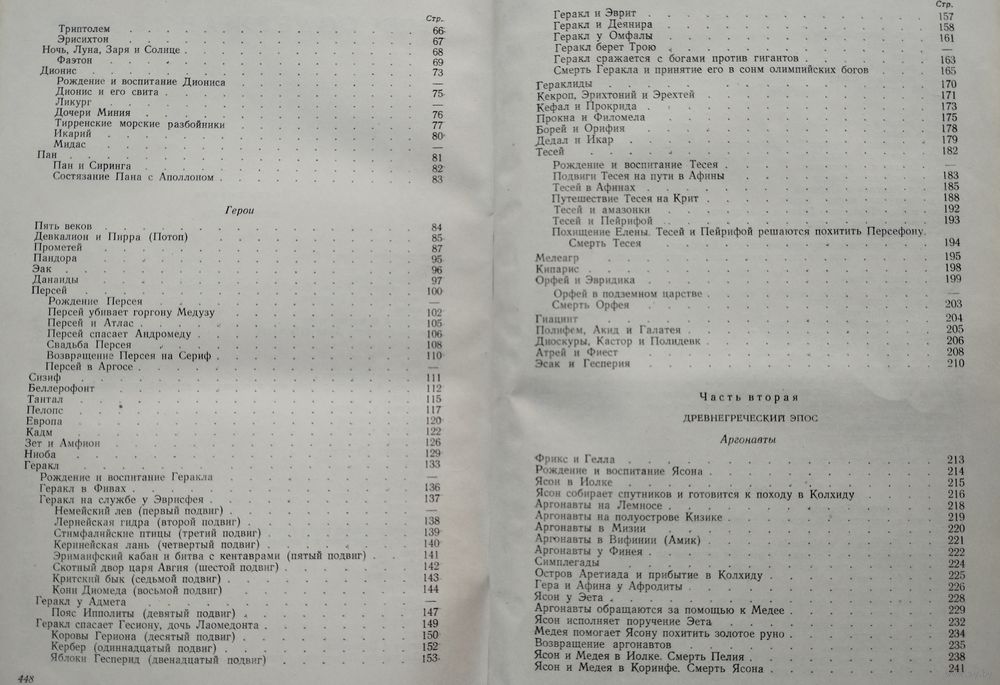 Стр.
Триптолем 66
Эрисихтон 67
Ночь, Луна, Заря и Солнце 68
Фаэтон 69
Дионис 73
Рождение и воспитание Диониса —
Дионис и его свита 75
Ликург —
Дочери Миния 76
Тирренские морские разбойники 77
Икарий 80
Мидас —
Пан 81
Пан и Сиринга 82
Состязание Пана с Аполлоном 83
Герои
Пять веков 84
Девкалион и Пирра (Потоп) 85
Прометей 87
Пандора 95
Эак 96
Данаиды 97
Персей 100
Рождение Персея —
Персей убивает горгону Медузу 102
Персей и Атлас 105
Персей спасает Андромеду 106
Свадьба Персея 108
Возвращение Персея на Сериф 110
Персей в Аргосе —
Сизиф 111
Беллерофонт 112
Тантал 115
Пелопс 117
Европа 120
Кадм 122
Зет и Амфион 126
Ниоба 129
Геракл 133
Рождение и воспитание Геракла —
Геракл в Фивах 136
Геракл на службе у Эврисфея 137
Немейский лев (первый подвиг) —
Лернейская гидра (второй подвиг) 138
Стимфалийские птицы (третий подвиг) 139
Керинейская лань (четвертый подвиг) 140
Эриманфский кабан и битва с кентаврами (пятый подвиг) 141
Скотный двор царя Авгия (шестой подвиг) 142
Критский бык (седьмой подвиг) 143
Кони Диомеда (восьмой подвиг) 144
Геракл у Адмета —
Пояс Ипполиты (девятый подвиг) 147
Геракл спасает Гесиону, дочь Лаомедонта 149
Коровы Гериона (десятый подвиг) 150
Кербер (одиннадцатый подвиг) 152
Яблоки Гесперид (двенадцатый подвиг) 153
448
Стр.
Геракл и Эврит 157
Геракл и Деянира 158
Геракл у Омфалы 161
Геракл берет Трою —
Геракл сражается с богами против гигантов 163
Смерть Геракла и принятие его в сонм олимпийских богов 165
Гераклиды 170
Кекроп, Эрихтоний и Эрехтей 171
Кефал и Прокрида 173
Прокна и Филомела 175
Борей и Орифия 178
Дедал и Икар 179
Тесей 182
Рождение и воспитание Тесея —
Подвиги Тесея на пути в Афины 183
Тесей в Афинах 185
Путешествие Тесея на Крит 188
Тесей и амазонки 192
Тесей и Пейрифой 193
Похищение Елены. Тесей и Пейрифой решаются похитить Персефону.
Смерть Тесея 194
Мелеагр 195
Кипарис 198
Орфей и Эвридика 199
Орфей в подземном царстве —
Смерть Орфея 203
Гиацинт 204
Полифем, Акид и Галатея 205
Диоскуры, Кастор и Полидевк 206
Атрей и Фиест 208
Эсак и Гесперия 210
Часть вторая
ДРЕВНЕГРЕЧЕСКИЙ ЭПОС
Аргонавты
Фрикс и Гелла 213
Рождение и воспитание Ясона 214
Ясон в Иолке 215
Ясон собирает спутников и готовится к походу в Колхиду 216
Аргонавты на Лемносе 218
Аргонавты на полуострове Кизике 219
Аргонавты в Мизии 220
Аргонавты в Вифинии (Амик) 221
Аргонавты у Финея 222
Симплегады 224
Остров Аретиада и прибытие в Колхиду 225
Гера и Афина у Афродиты 226
Ясон у Эета 228
Аргонавты обращаются за помощью к Медее 229
Ясон исполняет поручение Эета 232
Медея помогает Ясону похитить золотое руно 234
Возвращение аргонавтов 235
Ясон и Медея в Иолке. Смерть Пелия 238
Ясон и Медея в Коринфе. Смерть Ясона 241